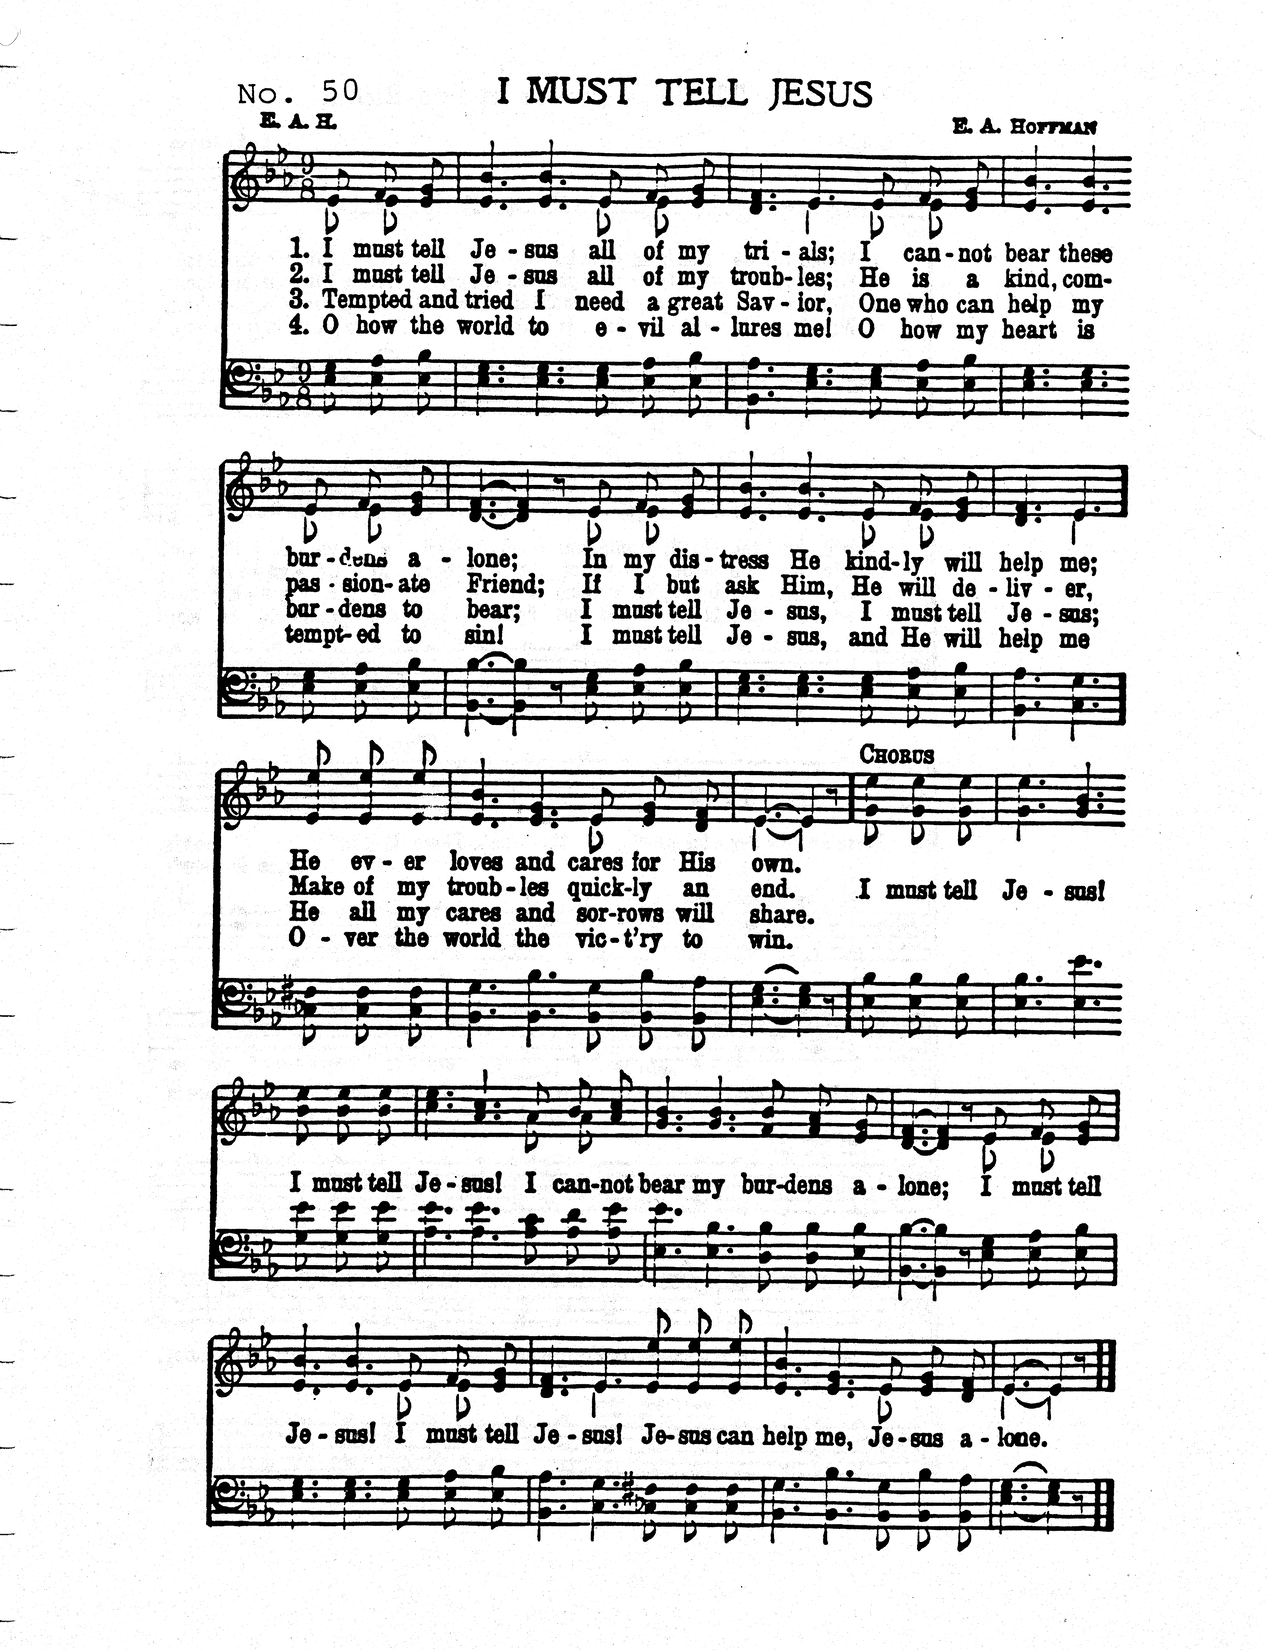 No. 50 I MUST TELL JESUS
E. A. H. E. A. HOFFMAN
1. I must tell Je - sus all of my tri - als; I can - not bear these
2. I must tell Je - sus all of my troub - les; He is a kind, com-
3. Tempted and tried I need a great Sav - ior, One who can help my
4. O how the world to e - vil al - lures me! O how my heart is
bur - dens a - lone; In my dis - tress He kind - ly will help me;
pas - sion - ate Friend; If I but ask Him, He will de - liv - er,
bur - dens to bear; I must tell Je - sus, I must tell Je - sus;
tempt - ed to sin! I must tell Je - sus, and He will help me
CHORUS
He ev - er loves and cares for His own.
Make of my troub - les quick - ly an end. I must tell Je - sus!
He all my cares and sor - rows will share.
O - ver the world the vic - t'ry to win.
I must tell Je - sus! I can - not bear my bur - dens a - lone; I must tell
Je - sus! I must tell Je - sus! Je - sus can help me, Je - sus a - lone.